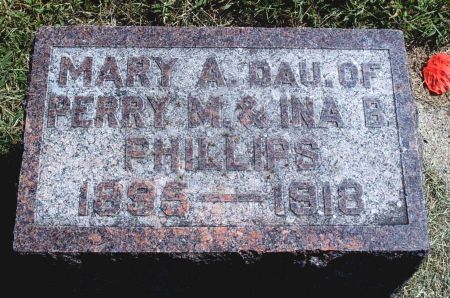 MARY A. DAU. OF
PERRY M. & INA B.
PHILLIPS
1895 — 1918